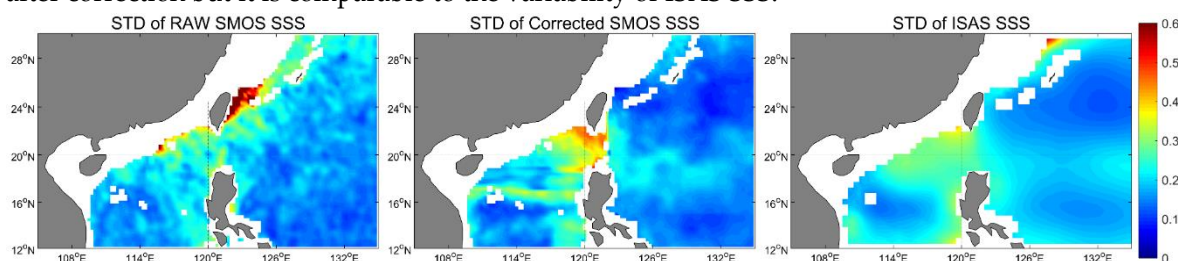 after correction but it is comparable to the variability of ISAS SSS.
STD of RAW SMOS SSS STD of Corrected SMOS SSS STD of ISAS SSS
28°N 28°N 28°N 0.6
24°N 24°N 24°N 0.5
0.4
20°N 20°N 20°N 0.3
16°N 16°N 16°N 0.2
0.1
12°N 12°N 12°N 0
108°E 114°E 120°E 126°E 132°E 108°E 114°E 120°E 126°E 132°E 108°E 114°E 120°E 126°E 132°E